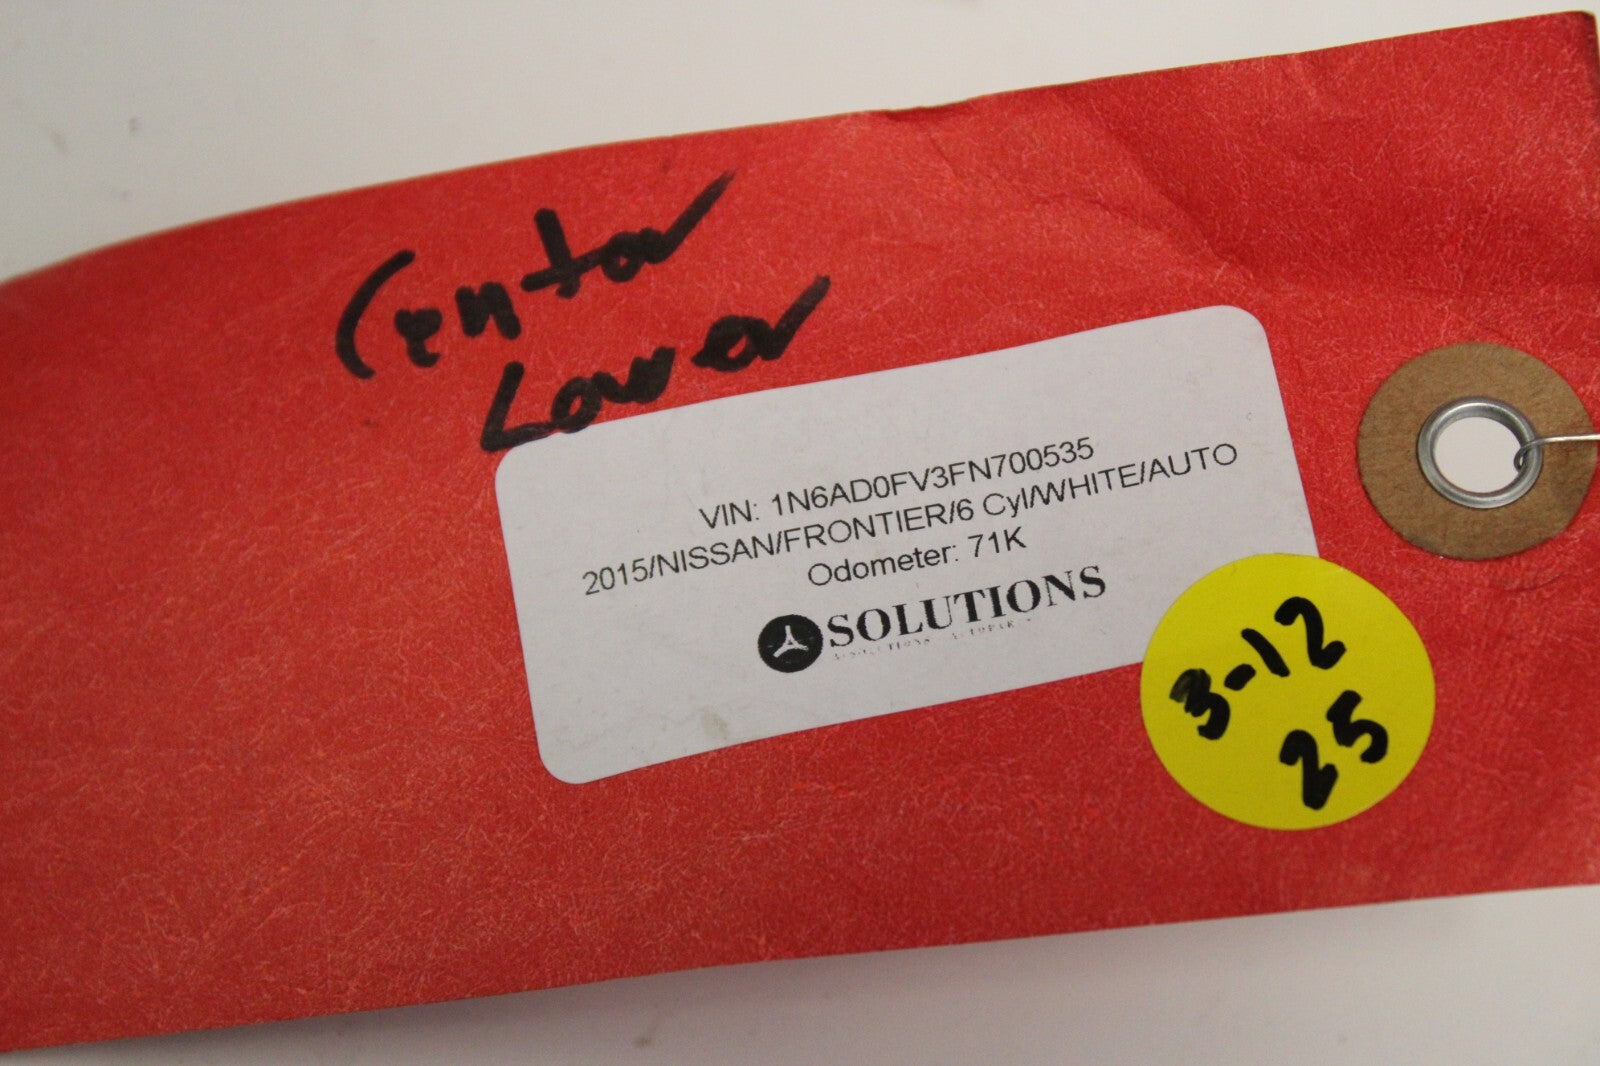 Center
Lower
VIN: 1N6AD0FV3FN700535
2015/NISSAN/FRONTIER/6 Cyl/WHITE/AUTO
Odometer: 71K
SOLUTIONS
3-12
25